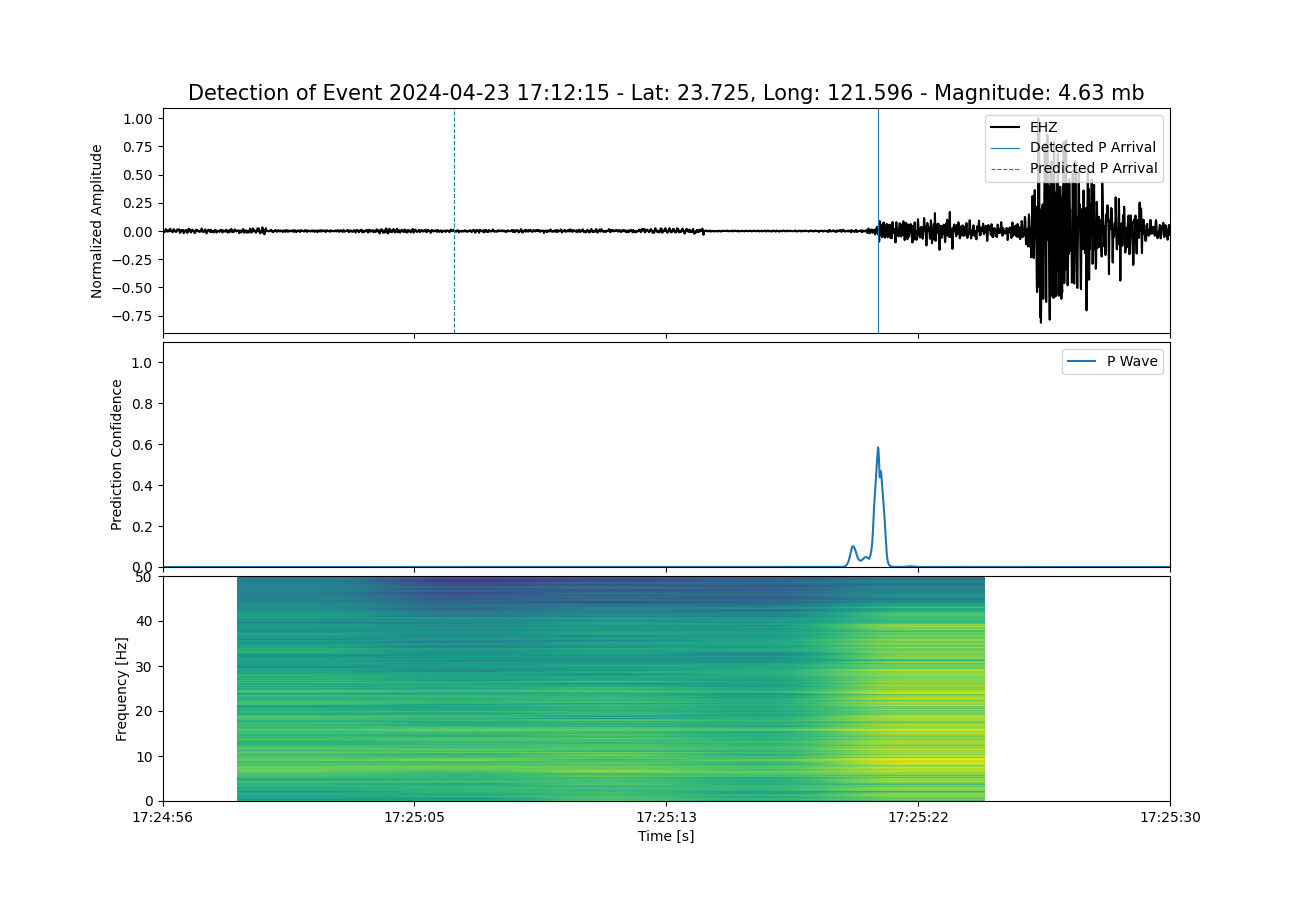 Detection of Event 2024-04-23 17:12:15 - Lat: 23.725, Long: 121.596 - Magnitude: 4.63 mb
Normalized Amplitude
1.00
0.75
0.50
0.25
0.00
−0.25
−0.50
−0.75
EHZ
Detected P Arrival
Predicted P Arrival
Prediction Confidence
1.0
0.8
0.6
0.4
0.2
0.0
P Wave
Frequency [Hz]
50
40
30
20
10
0
17:24:56
17:25:05
17:25:13
17:25:22
17:25:30
Time [s]